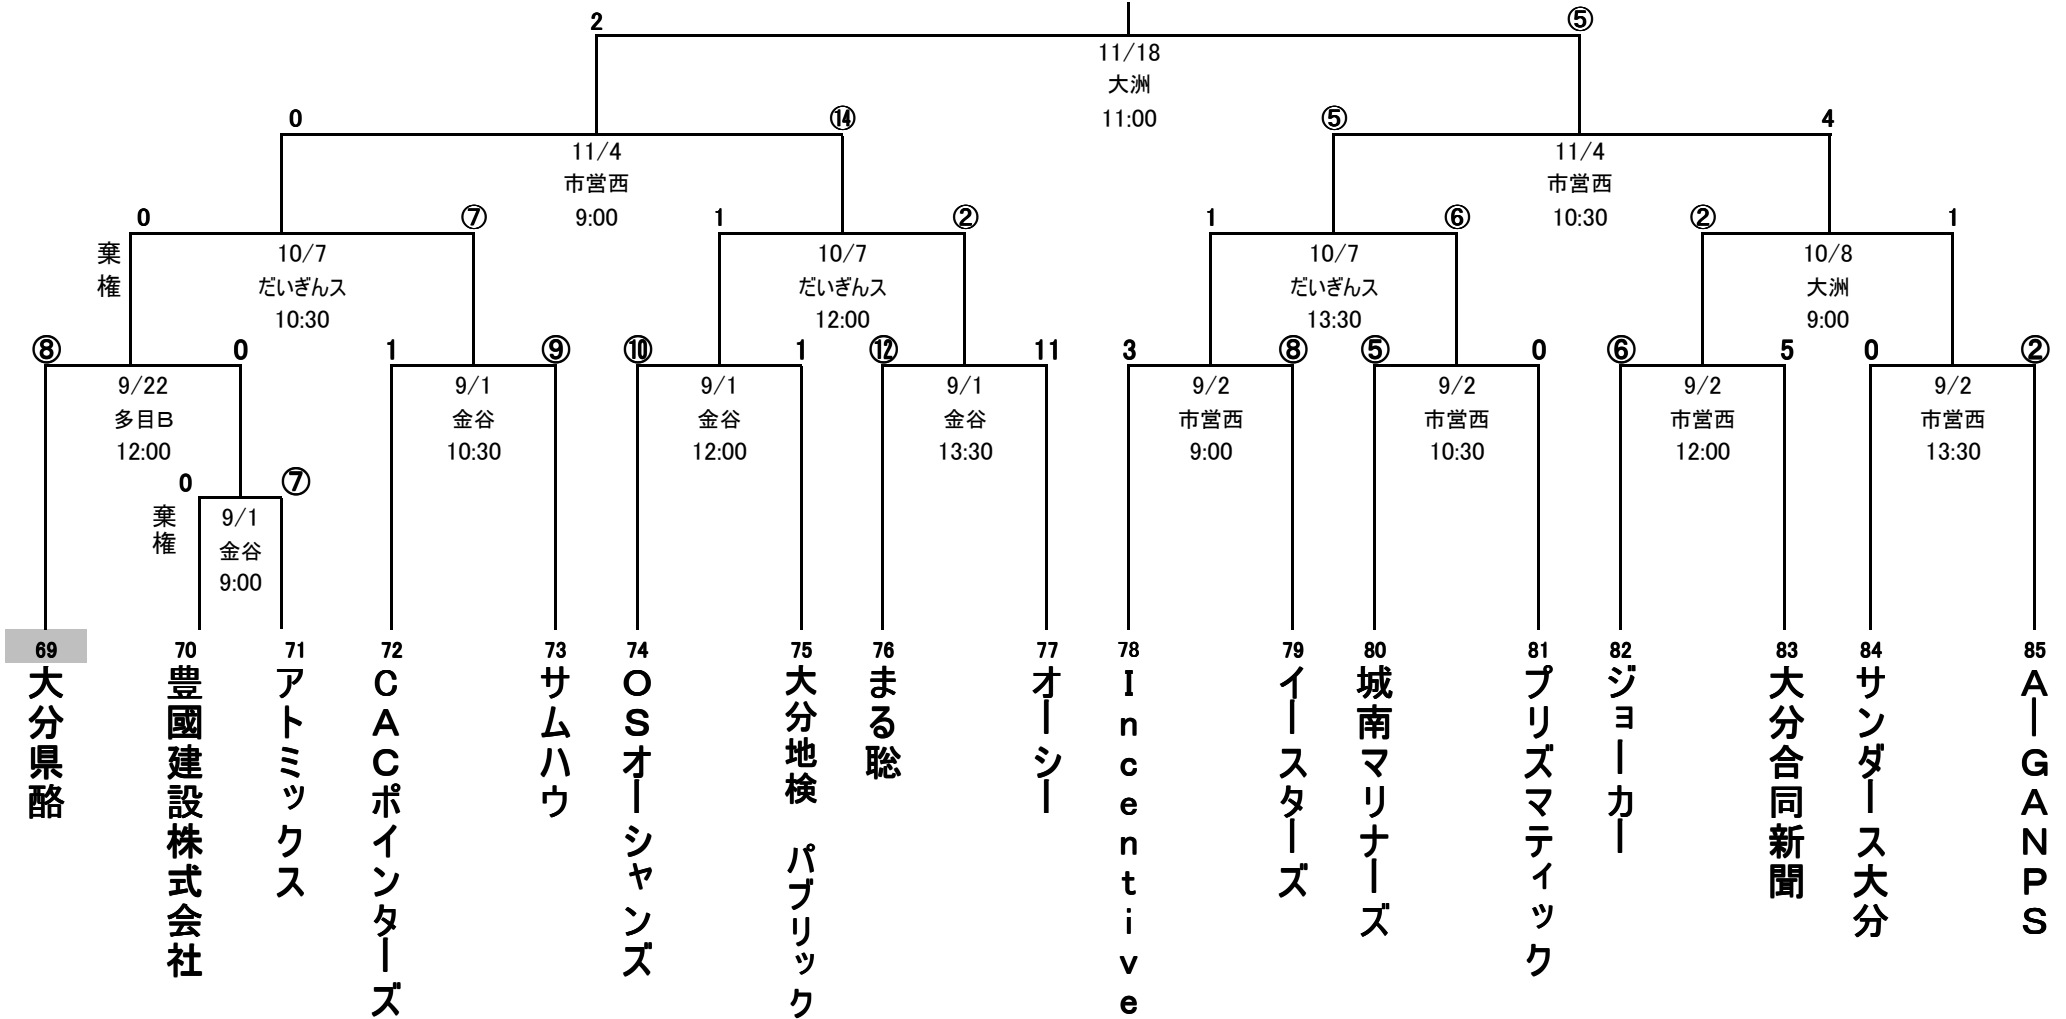 2 ⑤
11/18
大洲
11:00
0 ⑭ ⑤ 4
11/4 11/4
市営西 市営西
9:00 10:30
0 ⑦ 1 ② 1 ⑥ ② 1
棄権
10/7 10/7 10/7 10/8
だいぎんス だいぎんス だいぎんス 大洲
10:30 12:00 13:30 9:00
⑧ 0 1 ⑨ ⑩ 1 ⑫ 11 3 ⑧ ⑤ 0 ⑥ 5 0 ②
9/22 9/1 9/1 9/1 9/2 9/2 9/2 9/2
多目B 金谷 金谷 金谷 市営西 市営西 市営西 市営西
12:00 10:30 12:00 13:30 9:00 10:30 12:00 13:30
0 ⑦
棄権
9/1
金谷
9:00
69 70 71 72 73 74 75 76 77 78 79 80 81 82 83 84 85
大分県酪
豊國建設株式会社
アトミックス
CACポインターズ
サムハウ
OSオーシャンズ
大分地検 パブリック
まる聡
オーシー
Incentive
イースターズ
城南マリナーズ
プリズマティック
ジョーカー
大分合同新聞
サンダース大分
A－GANPS